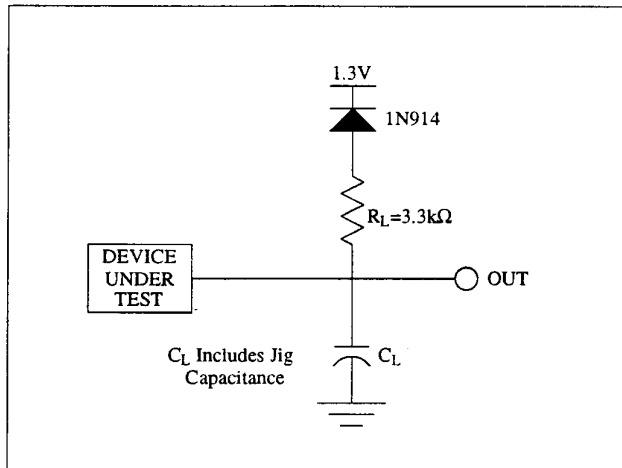 1.3V
1N914
R_L=3.3kΩ
DEVICE
UNDER
TEST
OUT
C_L Includes Jig
Capacitance
C_L